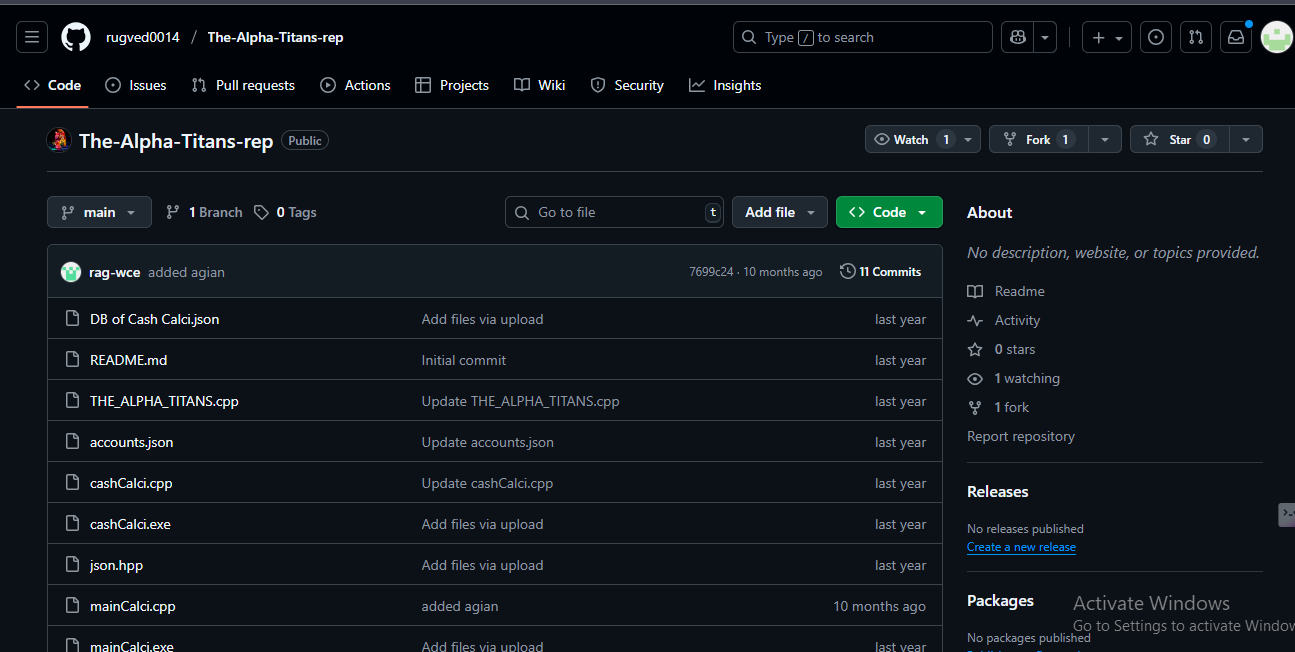 rugved0014 / The-Alpha-Titans-rep
Type / to search
Code Issues Pull requests Actions Projects Wiki Security Insights
The-Alpha-Titans-rep Public
Watch 1 Fork 1 Star 0
main 1 Branch 0 Tags Go to file t Add file Code
rag-wce added agian 7699c24 · 10 months ago 11 Commits
DB of Cash Calci.json Add files via upload last year
README.md Initial commit last year
THE_ALPHA_TITANS.cpp Update THE_ALPHA_TITANS.cpp last year
accounts.json Update accounts.json last year
cashCalci.cpp Update cashCalci.cpp last year
cashCalci.exe Add files via upload last year
json.hpp Add files via upload last year
mainCalci.cpp added agian 10 months ago
mainCalci.exe Add files via upload last year
About
No description, website, or topics provided.
Readme
Activity
0 stars
1 watching
1 fork
Report repository
Releases
No releases published
Create a new release
Packages
No packages published
Activate Windows
Go to Settings to activate Window